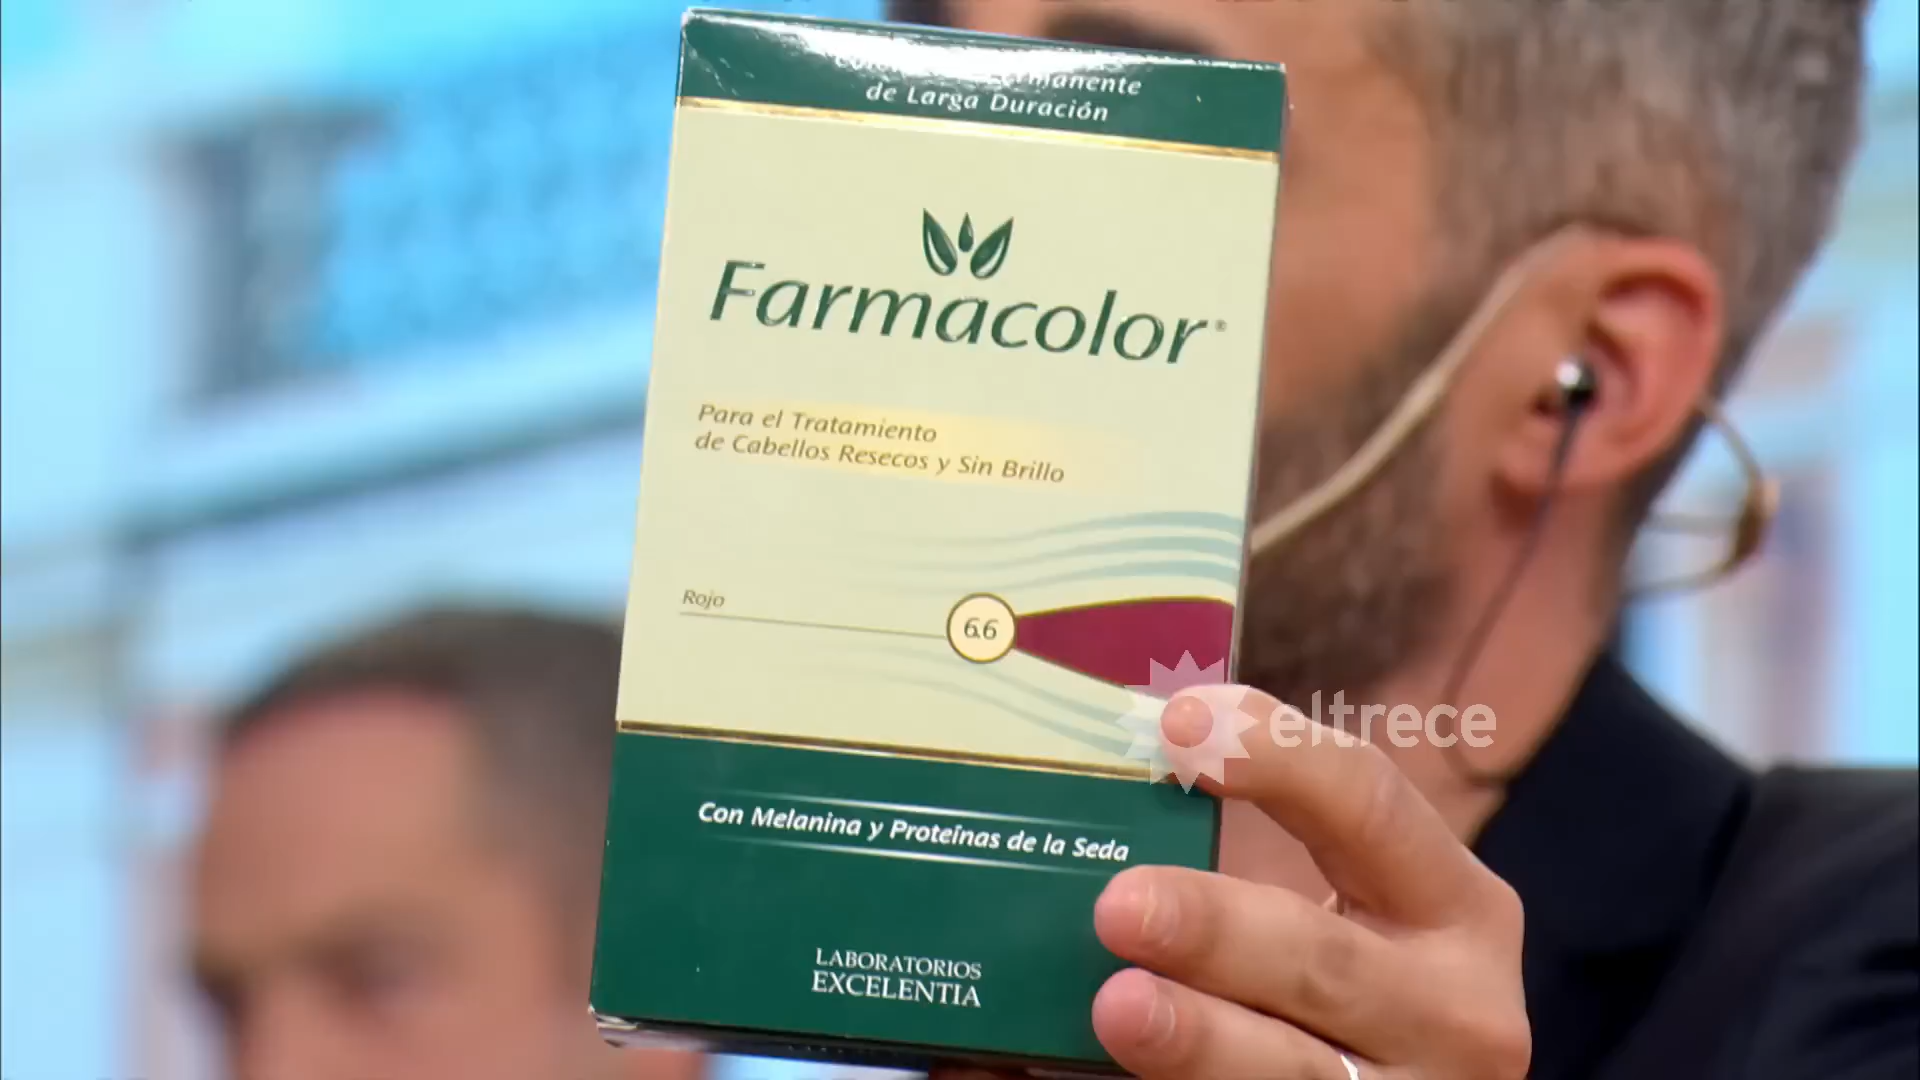 Permanente
de Larga Duración
Farmacolor®
Para el Tratamiento
de Cabellos Resecos y Sin Brillo
Rojo
6.6
eltrece
Con Melanina y Proteínas de la Seda
LABORATORIOS
EXCELENTIA